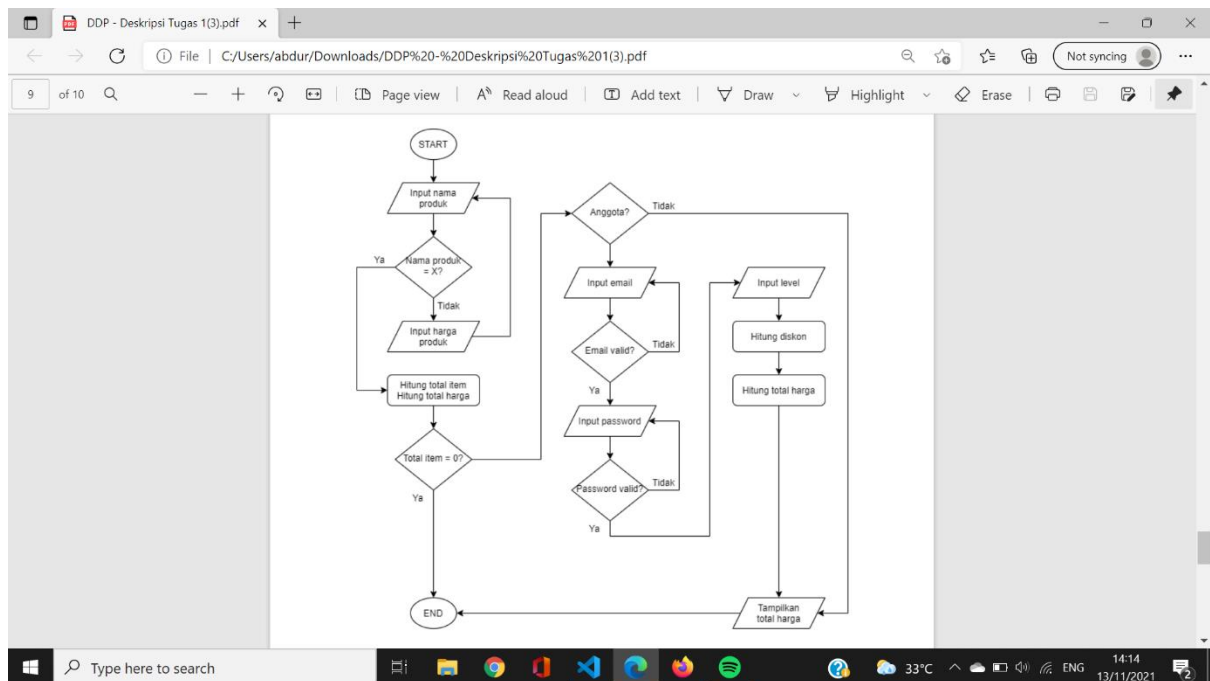 DDP - Deskripsi Tugas 1(3).pdf
File
C:/Users/abdur/Downloads/DDP%20-%20Deskripsi%20Tugas%201(3).pdf
Not syncing
9 of 10
Page view
Read aloud
Add text
Draw
Highlight
Erase
START
Input nama
produk
Ya
Nama produk
= X?
Tidak
Input harga
produk
Hitung total item
Hitung total harga
Total item = 0?
Ya
END
Anggota?
Tidak
Input email
Email valid?
Tidak
Ya
Input password
Password valid?
Tidak
Ya
Input level
Hitung diskon
Hitung total harga
Tampilkan
total harga
Type here to search
33°C
ENG
14:14
13/11/2021
2